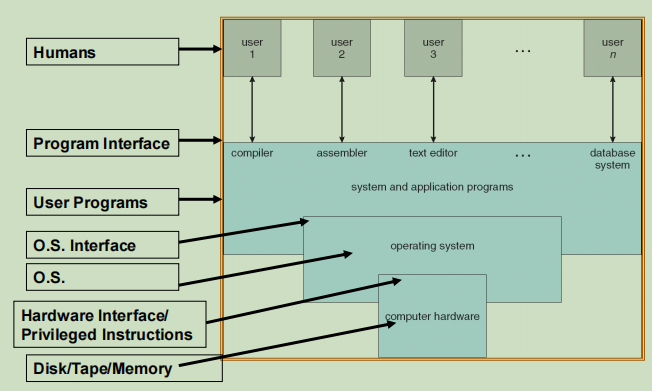 Humans
user
1
user
2
user
3
...
user
n
Program Interface
compiler
assembler
text editor
...
database
system
User Programs
system and application programs
O.S. Interface
operating system
O.S.
Hardware Interface/
Privileged Instructions
computer hardware
Disk/Tape/Memory